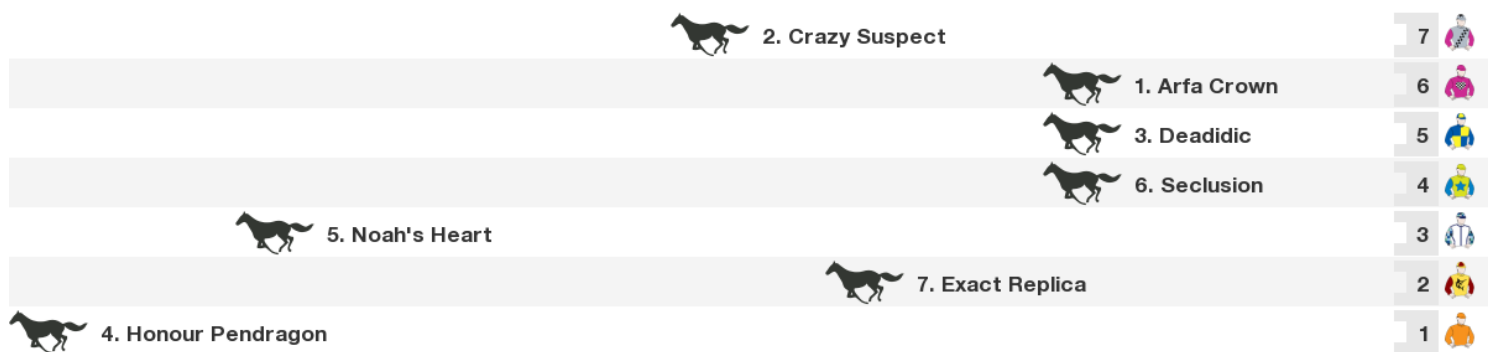 2. Crazy Suspect 7
1. Arfa Crown 6
3. Deadidic 5
6. Seclusion 4
5. Noah's Heart 3
7. Exact Replica 2
4. Honour Pendragon 1